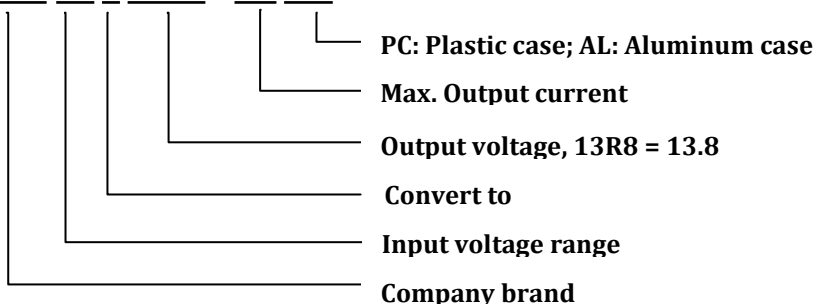 PC: Plastic case; AL: Aluminum case
Max. Output current
Output voltage, 13R8 = 13.8
Convert to
Input voltage range
Company brand